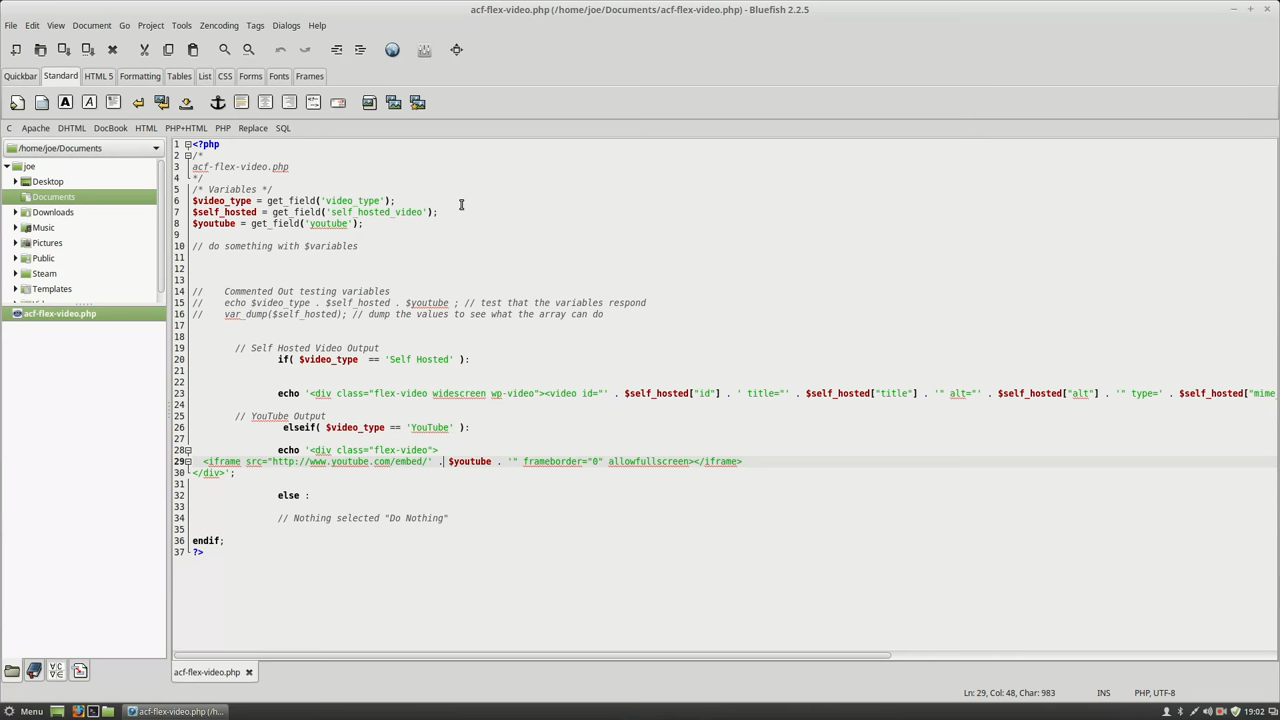 acf-flex-video.php (/home/joe/Documents/acf-flex-video.php) - Bluefish 2.2.5
File Edit View Document Go Project Tools Zencoding Tags Dialogs Help
Quickbar Standard HTML 5 Formatting Tables List CSS Forms Fonts Frames
C Apache DHTML DocBook HTML PHP+HTML PHP Replace SQL
/home/joe/Documents
joe
Desktop
Documents
Downloads
Music
Pictures
Public
Steam
Templates
acf-flex-video.php
1 <?php
2 /*
3 acf-flex-video.php
4 */
5 /* Variables */
6 $video_type = get_field('video_type');
7 $self_hosted = get_field('self_hosted_video');
8 $youtube = get_field('youtube');
9
10 // do something with $variables
11
12
13
14 //    Commented Out testing variables
15 //    echo $video_type . $self_hosted . $youtube ; // test that the variables respond
16 //    var_dump($self_hosted); // dump the values to see what the array can do
17
18
19 // Self Hosted Video Output
20 if( $video_type  == 'Self Hosted' ):
21
22
23 echo '<div class="flex-video widescreen wp-video"><video id="' . $self_hosted["id"] . ' title="' . $self_hosted["title"] . '" alt="' . $self_hosted["alt"] . '" type=' . $self_hosted["mime_
24
25 // YouTube Output
26 elseif( $video_type == 'YouTube' ):
27
28 echo '<div class="flex-video">
29 <iframe src="http://www.youtube.com/embed/' . $youtube . '" frameborder="0" allowfullscreen></iframe>
30 </div>';
31
32 else :
33
34 // Nothing selected "Do Nothing"
35
36 endif;
37 ?>
acf-flex-video.php
Ln: 29, Col: 48, Char: 983 INS PHP, UTF-8
Menu acf-flex-video.php (/h... 19:02